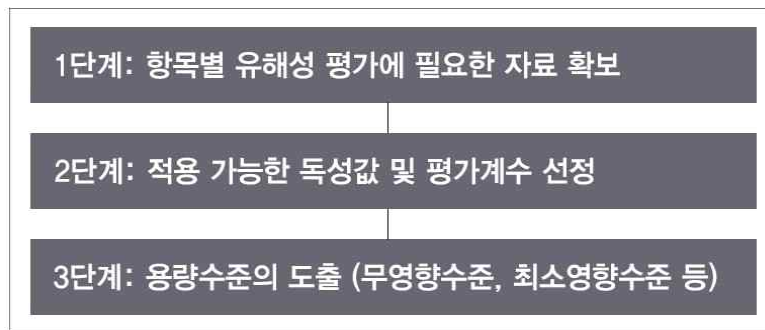 1단계: 항목별 유해성 평가에 필요한 자료 확보
2단계: 적용 가능한 독성값 및 평가계수 선정
3단계: 용량수준의 도출 (무영향수준, 최소영향수준 등)